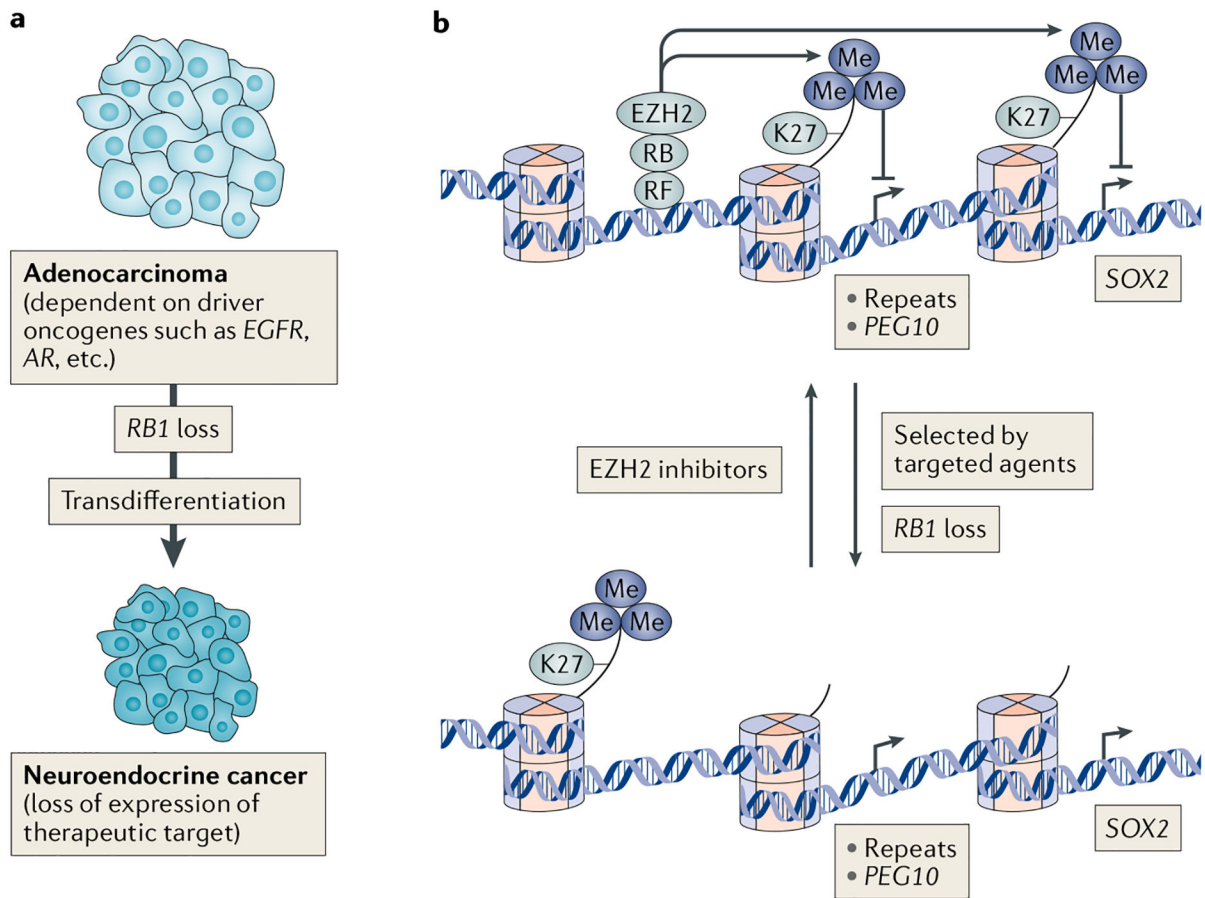 a
Adenocarcinoma
(dependent on driver
oncogenes such as EGFR,
AR, etc.)
RB1 loss
Transdifferentiation
Neuroendocrine cancer
(loss of expression of
therapeutic target)
b
EZH2
RB
RF
K27
Me
Me Me
K27
Me
Me Me
• Repeats
• PEG10
SOX2
EZH2 inhibitors
Selected by
targeted agents
RB1 loss
K27
Me
Me Me
• Repeats
• PEG10
SOX2